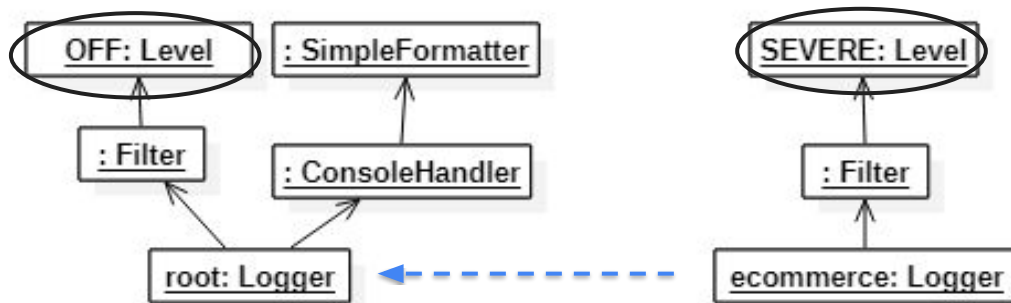 OFF: Level
: SimpleFormatter
SEVERE: Level
: Filter
: ConsoleHandler
: Filter
root: Logger
ecommerce: Logger